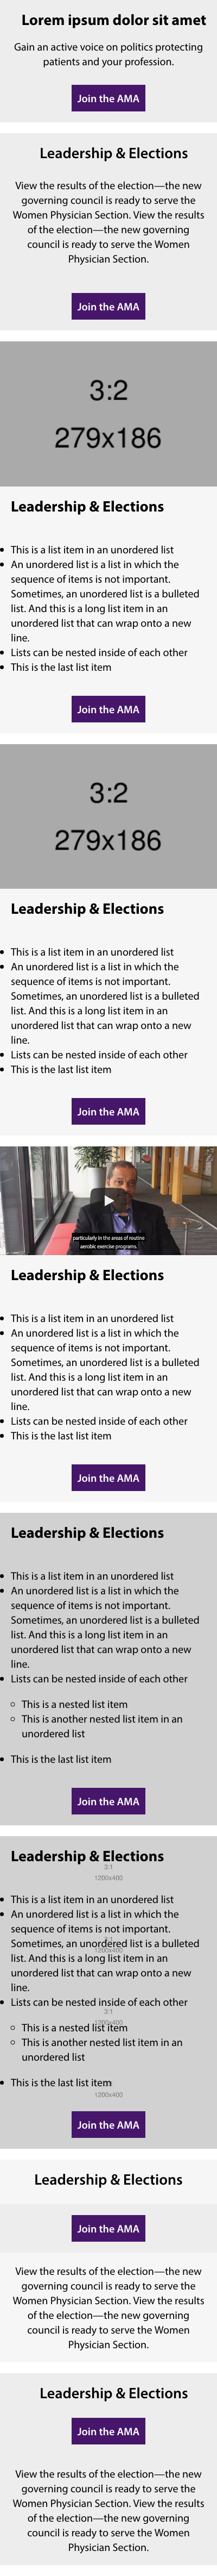 Lorem ipsum dolor sit amet
Gain an active voice on politics protecting
patients and your profession.
Join the AMA
Leadership & Elections
View the results of the election—the new
governing council is ready to serve the
Women Physician Section. View the results
of the election—the new governing
council is ready to serve the Women
Physician Section.
Join the AMA
3:2
279x186
Leadership & Elections
This is a list item in an unordered list
An unordered list is a list in which the
sequence of items is not important.
Sometimes, an unordered list is a bulleted
list. And this is a long list item in an
unordered list that can wrap onto a new
line.
Lists can be nested inside of each other
This is the last list item
Join the AMA
3:2
279x186
Leadership & Elections
This is a list item in an unordered list
An unordered list is a list in which the
sequence of items is not important.
Sometimes, an unordered list is a bulleted
list. And this is a long list item in an
unordered list that can wrap onto a new
line.
Lists can be nested inside of each other
This is the last list item
Join the AMA
particularly in the areas of routine
aerobic exercise programs.
Leadership & Elections
This is a list item in an unordered list
An unordered list is a list in which the
sequence of items is not important.
Sometimes, an unordered list is a bulleted
list. And this is a long list item in an
unordered list that can wrap onto a new
line.
Lists can be nested inside of each other
This is the last list item
Join the AMA
Leadership & Elections
This is a list item in an unordered list
An unordered list is a list in which the
sequence of items is not important.
Sometimes, an unordered list is a bulleted
list. And this is a long list item in an
unordered list that can wrap onto a new
line.
Lists can be nested inside of each other
This is a nested list item
This is another nested list item in an
unordered list
This is the last list item
Join the AMA
Leadership & Elections
3:1
1200x400
This is a list item in an unordered list
An unordered list is a list in which the
sequence of items is not important.
3:1
Sometimes, an unordered list is a bulleted
1200x400
list. And this is a long list item in an
unordered list that can wrap onto a new
line.
Lists can be nested inside of each other
3:1
1200x400
This is a nested list item
This is another nested list item in an
unordered list
This is the last list item
3:1
1200x400
Join the AMA
Leadership & Elections
Join the AMA
View the results of the election—the new
governing council is ready to serve the
Women Physician Section. View the results
of the election—the new governing
council is ready to serve the Women
Physician Section.
Leadership & Elections
Join the AMA
View the results of the election—the new
governing council is ready to serve the
Women Physician Section. View the results
of the election—the new governing
council is ready to serve the Women
Physician Section.